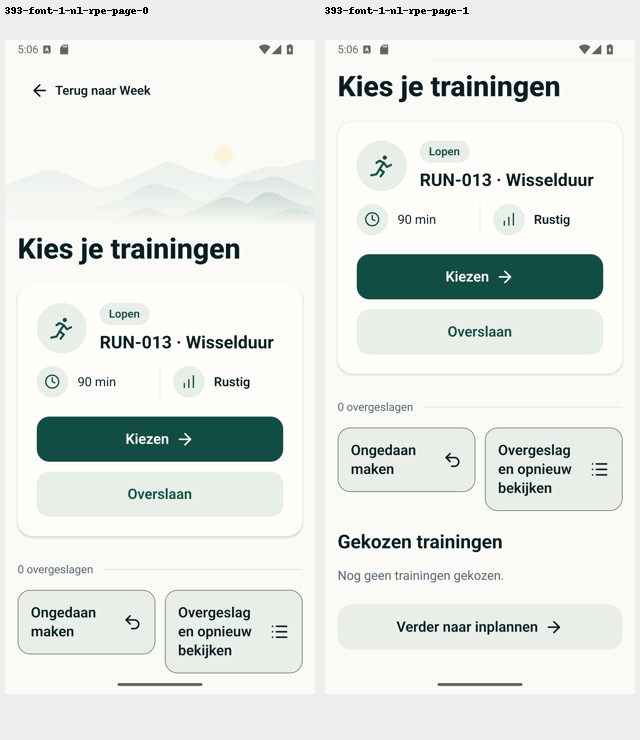 393-font-1-nl-rpe-page-0
5:06
Terug naar Week
Kies je trainingen
Lopen
RUN-013 · Wisselduur
90 min
Rustig
Kiezen
Overslaan
0 overgeslagen
Ongedaan
maken
Overgeslag
en opnieuw
bekijken
393-font-1-nl-rpe-page-1
5:06
Kies je trainingen
Lopen
RUN-013 · Wisselduur
90 min
Rustig
Kiezen
Overslaan
0 overgeslagen
Ongedaan
maken
Overgeslag
en opnieuw
bekijken
Gekozen trainingen
Nog geen trainingen gekozen.
Verder naar inplannen